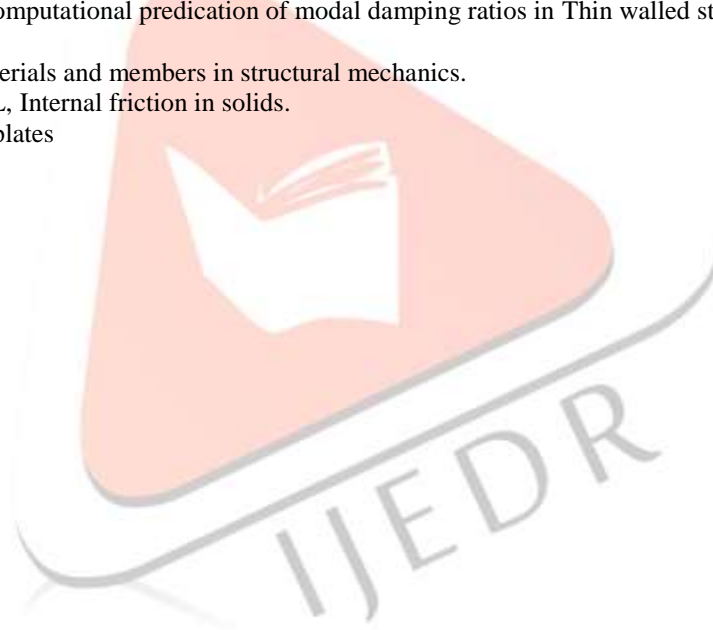 omputational predication of modal damping ratios in Thin walled st
erials and members in structural mechanics.
L, Internal friction in solids.
plates
IJEDR